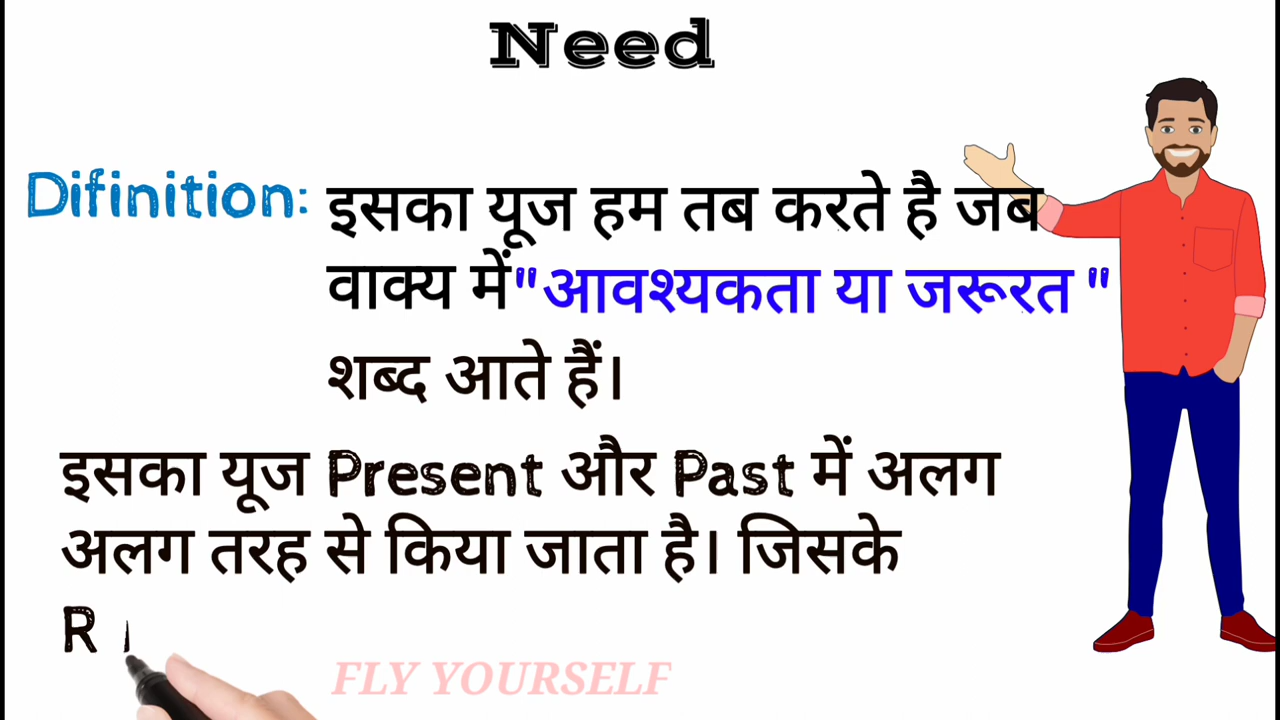 Need
Difinition: इसका यूज हम तब करते है जब
वाक्य में "आवश्यकता या जरूरत "
शब्द आते हैं।
इसका यूज Present और Past में अलग
अलग तरह से किया जाता है। जिसके
R
FLY YOURSELF